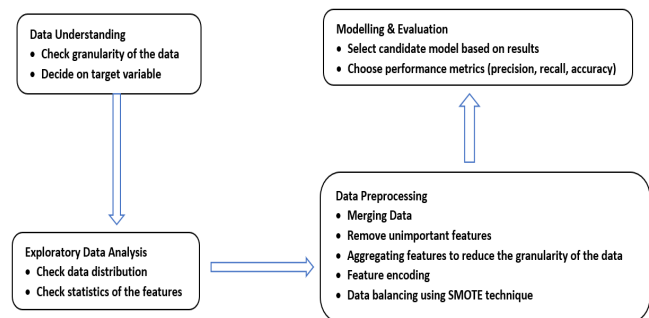 Data Understanding
• Check granularity of the data
• Decide on target variable
Exploratory Data Analysis
• Check data distribution
• Check statistics of the features
Data Preprocessing
• Merging Data
• Remove unimportant features
• Aggregating features to reduce the granularity of the data
• Feature encoding
• Data balancing using SMOTE technique
Modelling & Evaluation
• Select candidate model based on results
• Choose performance metrics (precision, recall, accuracy)